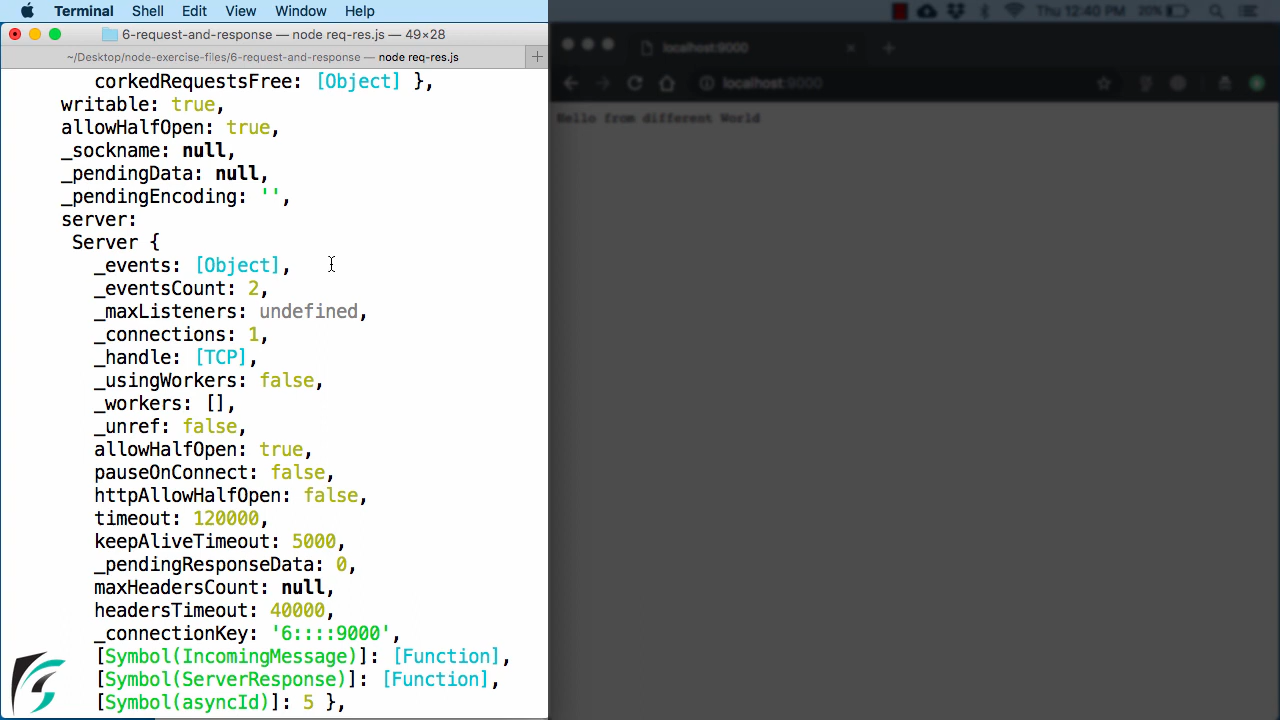 Terminal Shell Edit View Window Help
Thu 12:40 PM 20%
6-request-and-response — node req-res.js — 49×28
~/Desktop/node-exercise-files/6-request-and-response — node req-res.js
localhost:9000
localhost:9000
Hello from different World
corkedRequestsFree: [Object] },
writable: true,
allowHalfOpen: true,
_sockname: null,
_pendingData: null,
_pendingEncoding: '',
server:
Server {
_events: [Object],
_eventsCount: 2,
_maxListeners: undefined,
_connections: 1,
_handle: [TCP],
_usingWorkers: false,
_workers: [],
_unref: false,
allowHalfOpen: true,
pauseOnConnect: false,
httpAllowHalfOpen: false,
timeout: 120000,
keepAliveTimeout: 5000,
_pendingResponseData: 0,
maxHeadersCount: null,
headersTimeout: 40000,
_connectionKey: '6::::9000',
[Symbol(IncomingMessage)]: [Function],
[Symbol(ServerResponse)]: [Function],
[Symbol(asyncId)]: 5 },